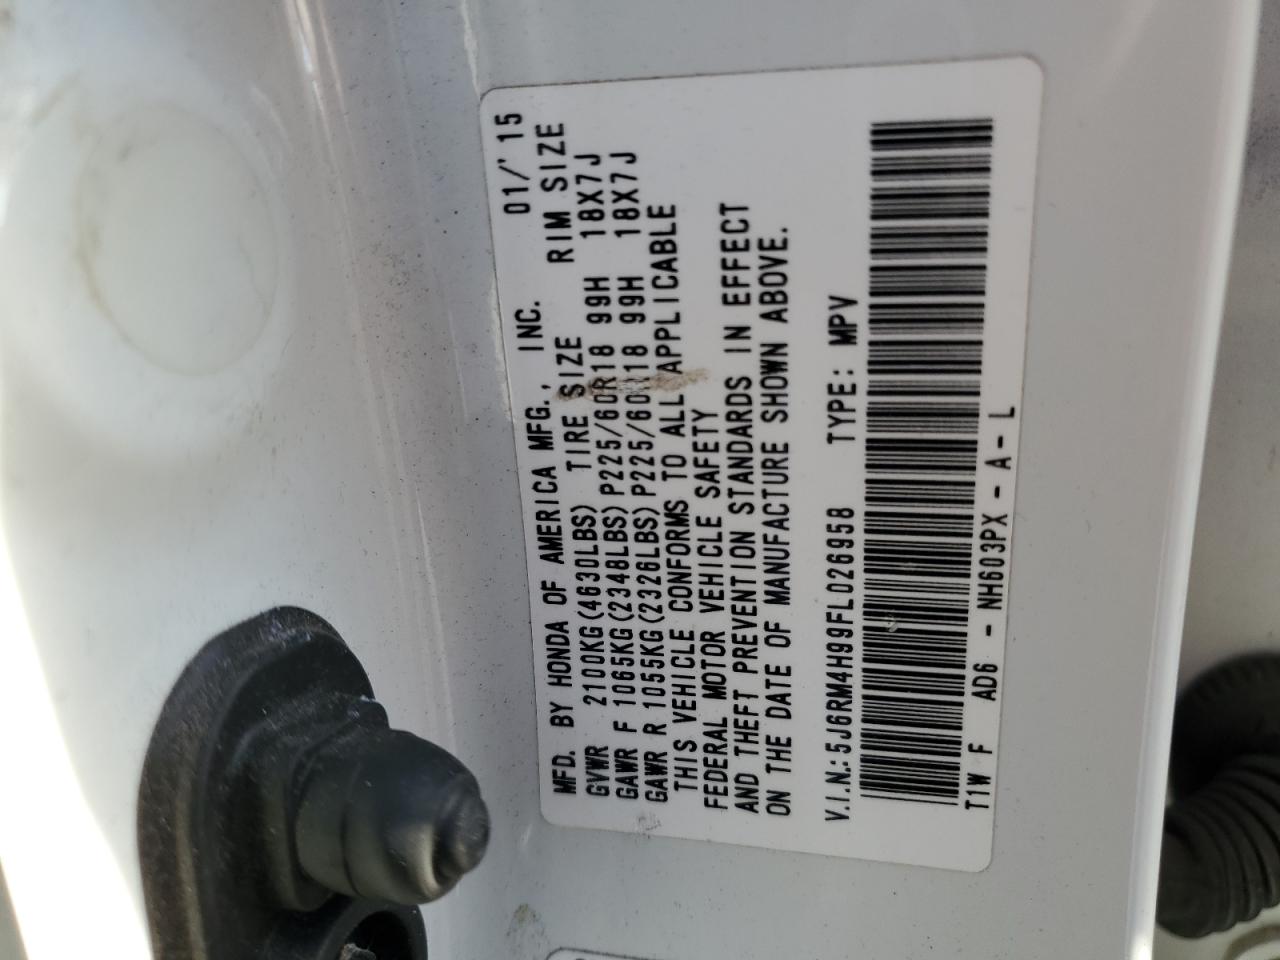 MFD. BY HONDA OF AMERICA MFG., INC. 01/'15
GVWR 2100KG(4630LBS) TIRE SIZE RIM SIZE
GAWR F 1065KG(2348LBS)P225/60R18 99H 18X7J
GAWR R 1055KG(2326LBS)P225/60R18 99H 18X7J
THIS VEHICLE CONFORMS TO ALL APPLICABLE
FEDERAL MOTOR VEHICLE SAFETY
AND THEFT PREVENTION STANDARDS IN EFFECT
ON THE DATE OF MANUFACTURE SHOWN ABOVE.
V.I.N.:5J6RM4H99FL026958 TYPE: MPV
T1W F AD6 - NH603PX - A - L